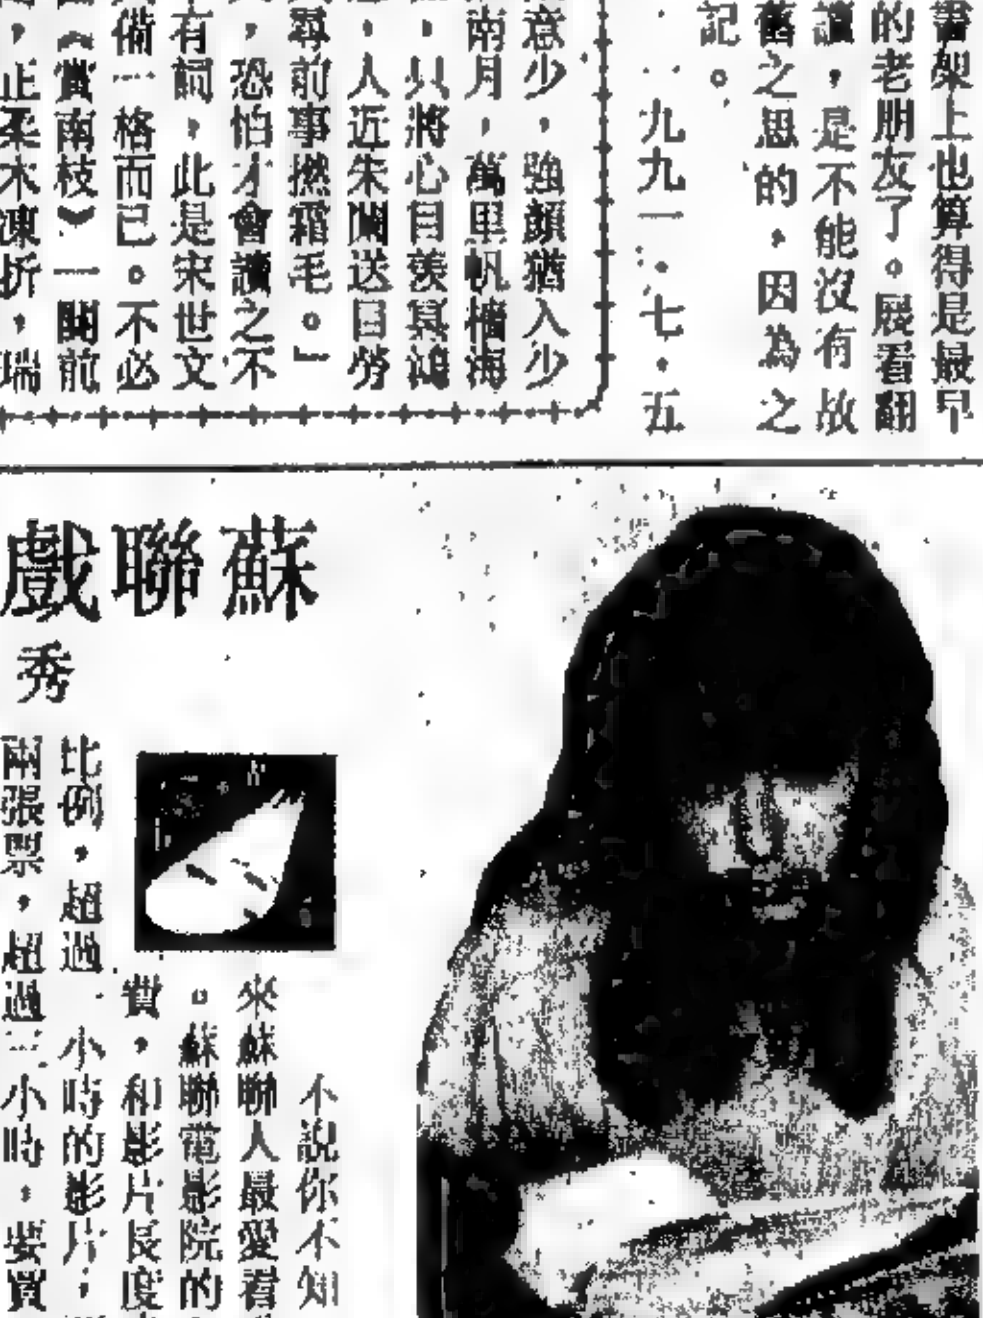 書架上也算得是最早
的老朋友了。展看翻
讀,是不能沒有故
舊之思的,因為之
記。
九九一.七.五
意少,強顏猶入少
南月,萬里帆檣海
,只將心目羨冥鴻
,人近朱闌送目勞
尋前事撚霜毛。』
,恐怕才會讀之不
有詞,此是宋世文
備一格而已。不必
《賞南枝》一闋前
,正柔木凍折,瑞
蘇聯戲
秀
不說你不知
來蘇聯人最愛看
。蘇聯電影院的
費,和影片長度
比例,超過 小時的影片,
兩張票,超過三小時,要買